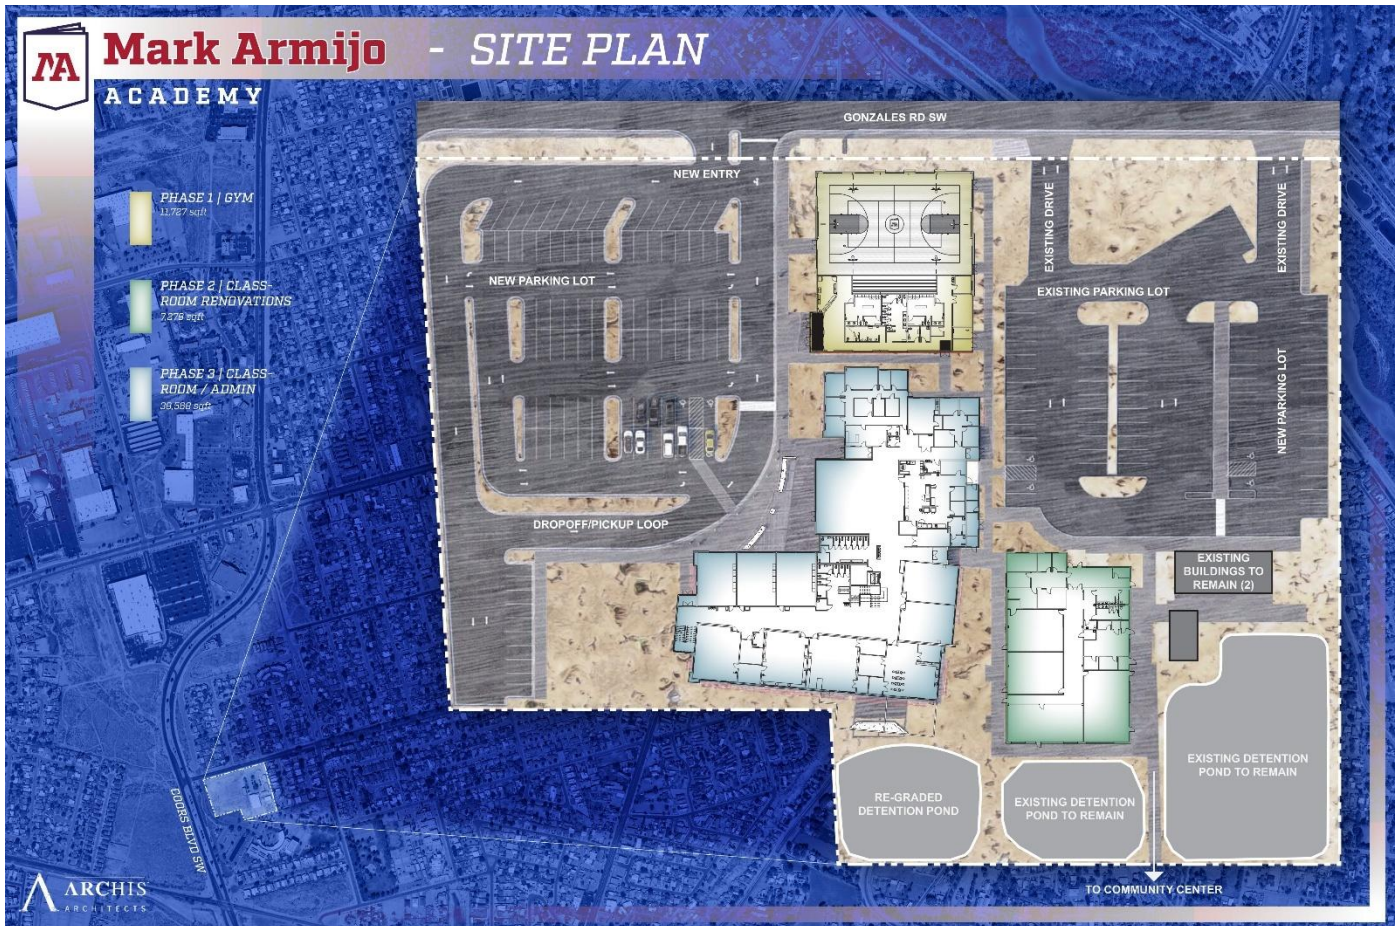 MA
Mark Armijo - SITE PLAN
ACADEMY
GONZALES RD SW
NEW ENTRY
PHASE 1 | GYM
11,727 sqft
EXISTING DRIVE
EXISTING DRIVE
PHASE 2 | CLASS-
ROOM RENOVATIONS
7,276 sqft
NEW PARKING LOT
EXISTING PARKING LOT
PHASE 3 | CLASS-
ROOM / ADMIN
NEW PARKING LOT
DROPOFF/PICKUP LOOP
EXISTING
BUILDINGS TO
REMAIN (2)
EXISTING DETENTION
POND TO REMAIN
RE-GRADED
DETENTION POND
EXISTING DETENTION
POND TO REMAIN
COORS BLVD SW
TO COMMUNITY CENTER
ARCHIS
ARCHITECTS